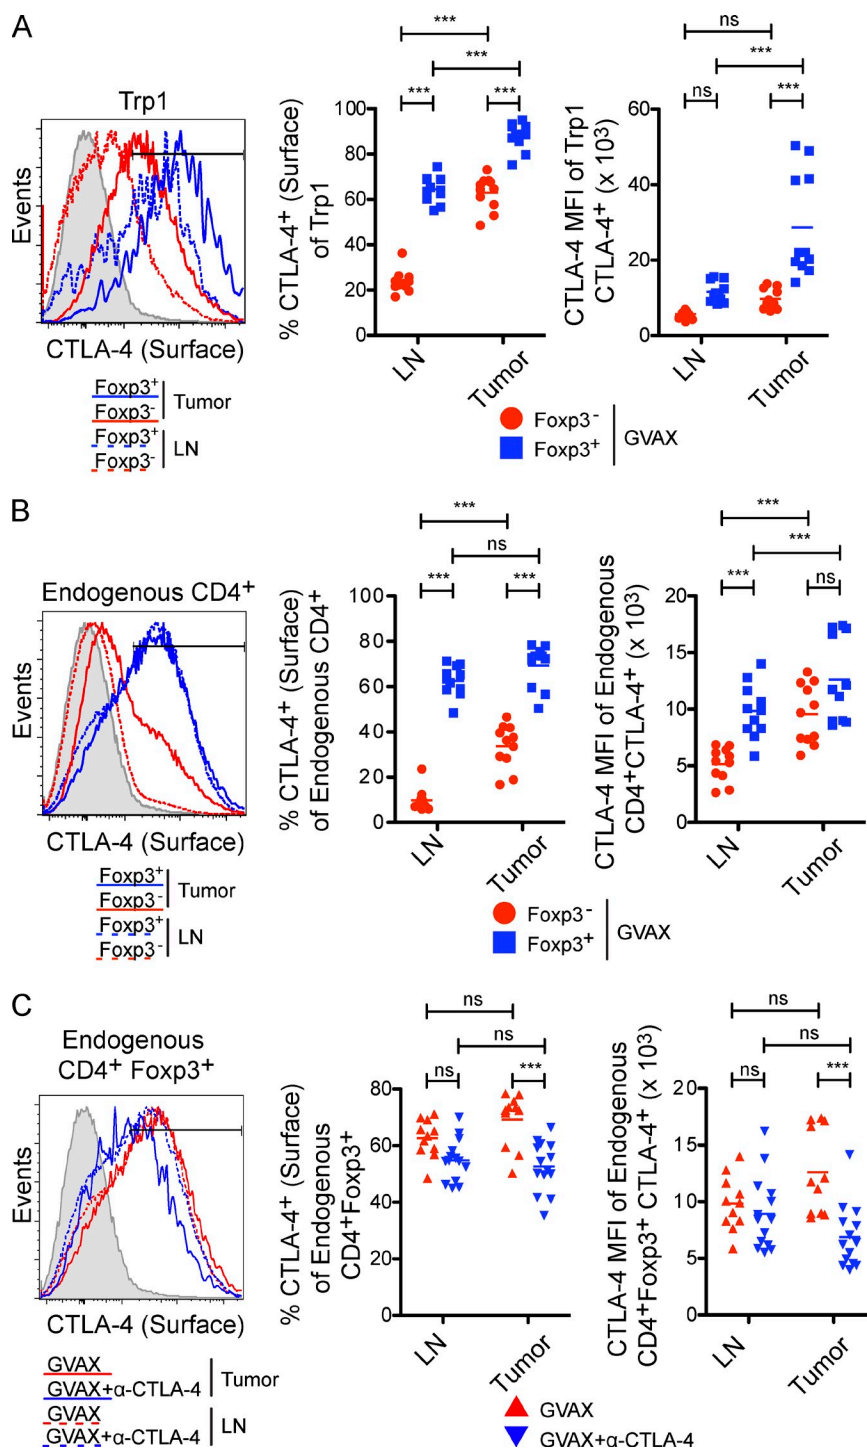 A
Trp1
Events
CTLA-4 (Surface)
Foxp3⁺
Foxp3⁻
Tumor
Foxp3⁺
Foxp3⁻
LN
***
***
***
***
% CTLA-4⁺ (Surface)
of Trp1
100
80
60
40
20
0
LN
Tumor
ns
***
ns
***
CTLA-4 MFI of Trp1
CTLA-4⁺ (x 10³)
60
40
20
0
LN
Tumor
Foxp3⁻
Foxp3⁺
GVAX
B
Endogenous CD4⁺
Events
CTLA-4 (Surface)
Foxp3⁺
Foxp3⁻
Tumor
Foxp3⁺
Foxp3⁻
LN
***
ns
***
***
% CTLA-4⁺ (Surface)
of Endogenous CD4⁺
100
80
60
40
20
0
LN
Tumor
***
***
***
ns
CTLA-4 MFI of Endogenous
CD4⁺CTLA-4⁺ (x 10³)
20
15
10
5
0
LN
Tumor
Foxp3⁻
Foxp3⁺
GVAX
C
Endogenous
CD4⁺ Foxp3⁺
Events
CTLA-4 (Surface)
GVAX
GVAX+α-CTLA-4
Tumor
GVAX
GVAX+α-CTLA-4
LN
ns
ns
ns
***
% CTLA-4⁺ (Surface)
of Endogenous
CD4⁺Foxp3⁺
80
60
40
20
0
LN
Tumor
ns
ns
ns
***
CTLA-4 MFI of Endogenous
CD4⁺Foxp3⁺ CTLA-4⁺ (x 10³)
20
15
10
5
0
LN
Tumor
GVAX
GVAX+α-CTLA-4